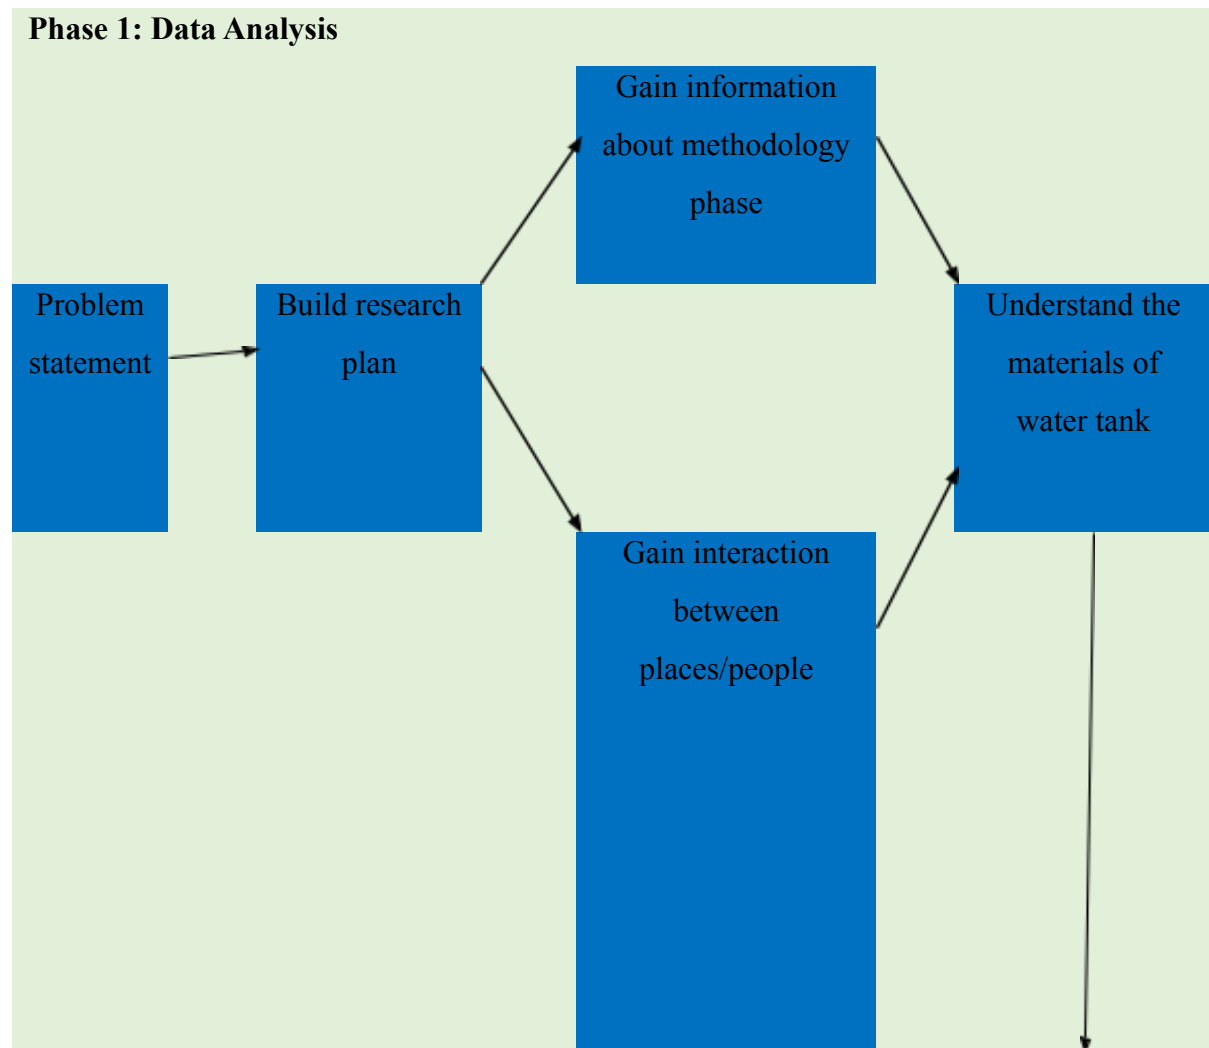 Phase 1: Data Analysis
Gain information
about methodology
phase
Problem
statement
Build research
plan
Understand the
materials of
water tank
Gain interaction
between
places/people